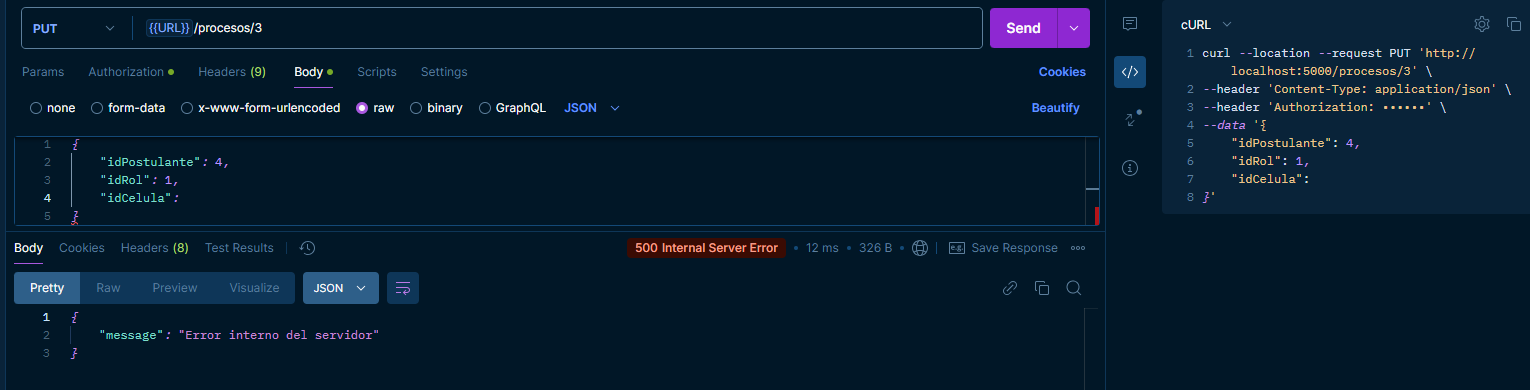 PUT {{URL}}/procesos/3 Send
Params Authorization Headers (9) Body Scripts Settings Cookies
none form-data x-www-form-urlencoded raw binary GraphQL JSON Beautify
1 {
2 "idPostulante": 4,
3 "idRol": 1,
4 "idCelula":
5 }
Body Cookies Headers (8) Test Results 500 Internal Server Error • 12 ms • 326 B e.g. Save Response
Pretty Raw Preview Visualize JSON
1 {
2 "message": "Error interno del servidor"
3 }
cURL
1 curl --location --request PUT 'http://
localhost:5000/procesos/3' \
2 --header 'Content-Type: application/json' \
3 --header 'Authorization: ••••••' \
4 --data '{
5 "idPostulante": 4,
6 "idRol": 1,
7 "idCelula":
8 }'